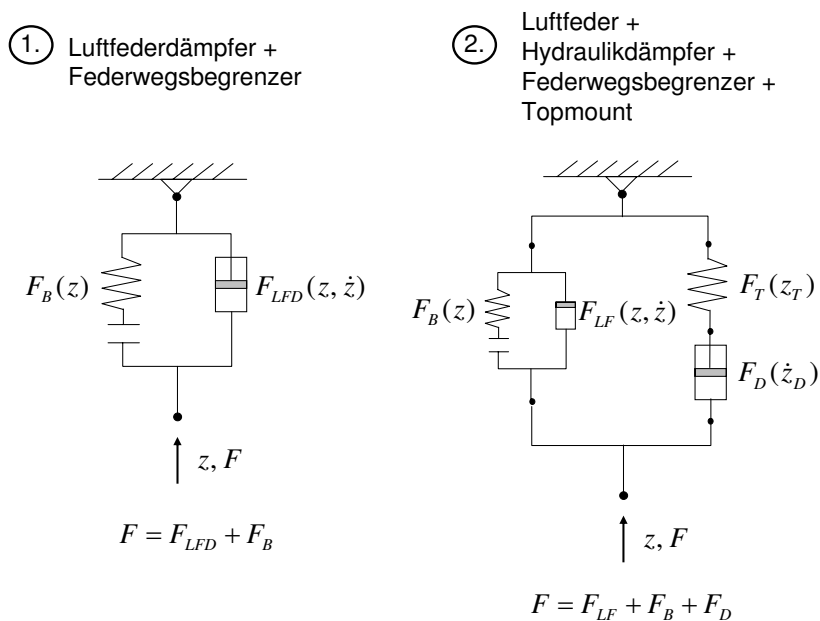 1.
Luftfederdämpfer +
Federwegsbegrenzer
F_B(z)
F_LFD(z, ż)
z, F
F = F_LFD + F_B
2.
Luftfeder +
Hydraulikdämpfer +
Federwegsbegrenzer +
Topmount
F_B(z)
F_LF(z, ż)
F_T(z_T)
F_D(ż_D)
z, F
F = F_LF + F_B + F_D